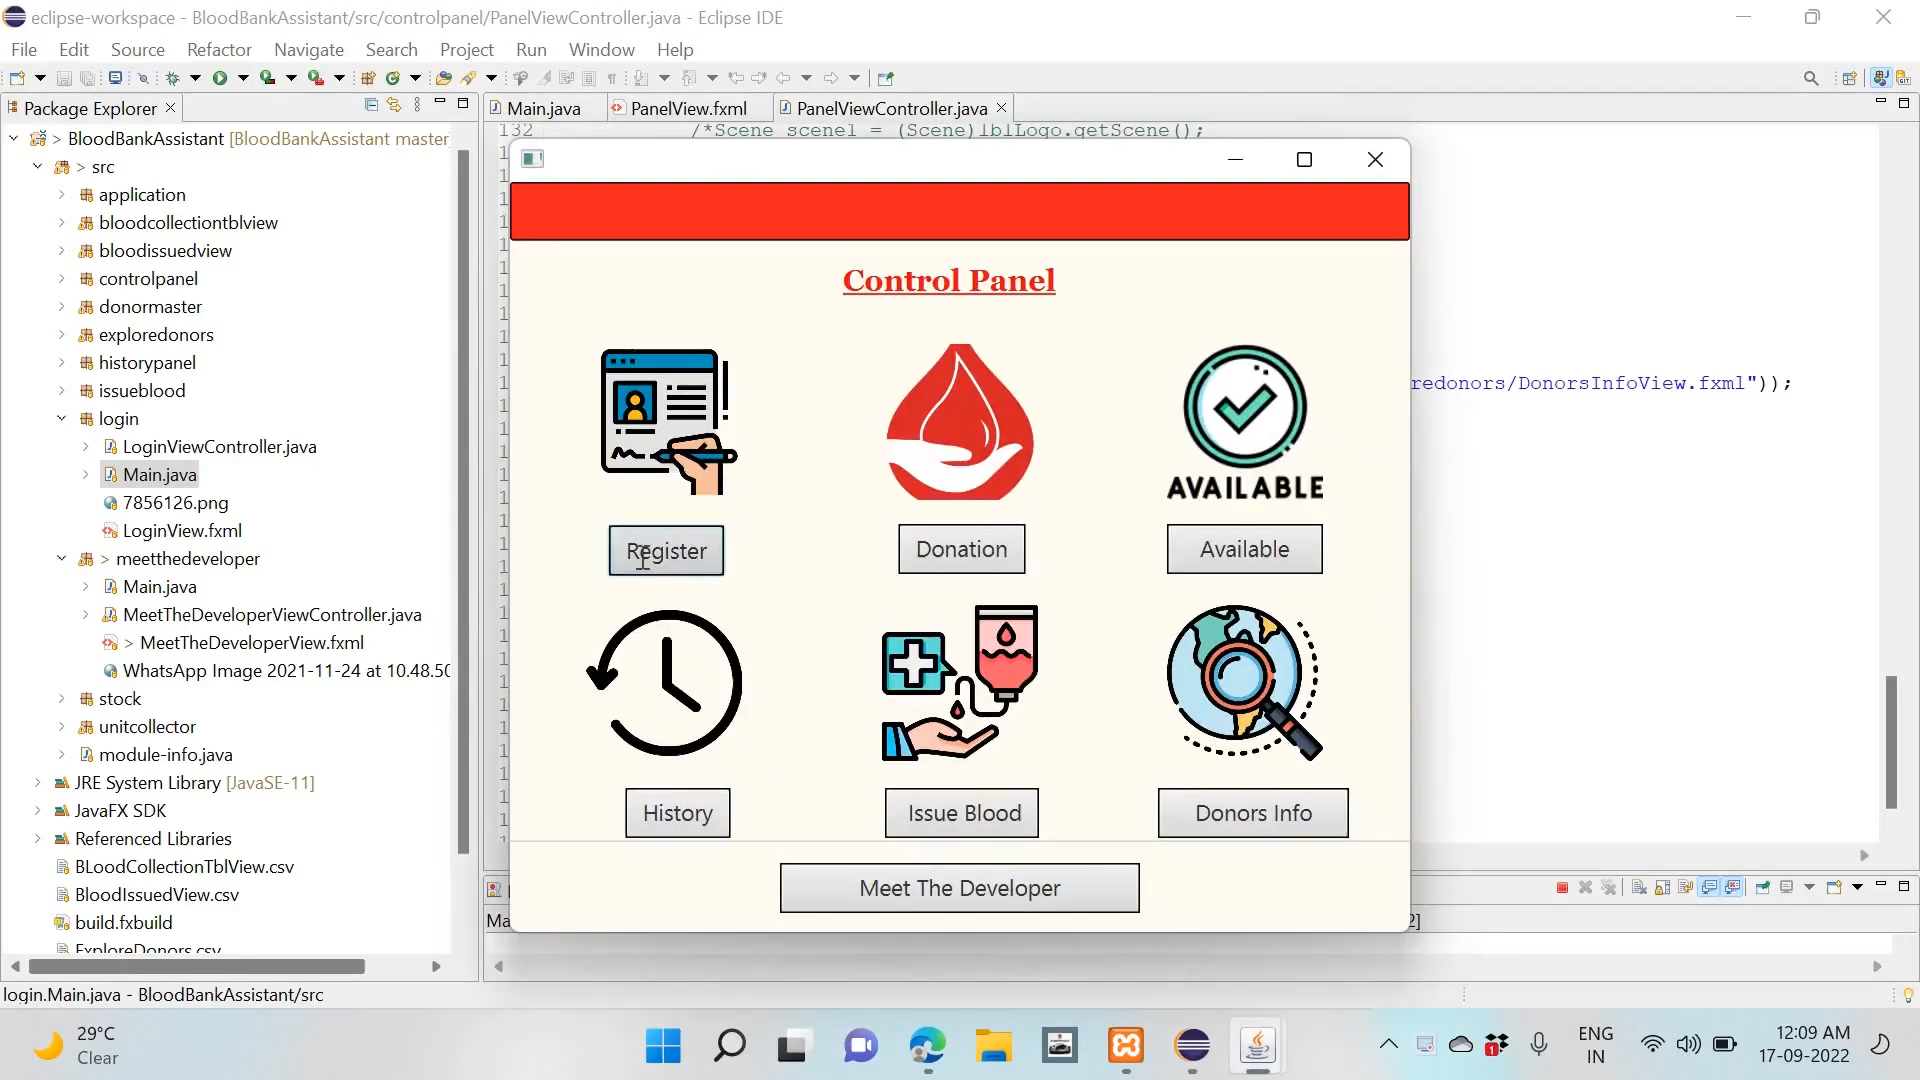 eclipse-workspace - BloodBankAssistant/src/controlpanel/PanelViewController.java - Eclipse IDE
File Edit Source Refactor Navigate Search Project Run Window Help
Package Explorer
Main.java PanelView.fxml PanelViewController.java
> BloodBankAssistant [BloodBankAssistant master
> src
application
bloodcollectiontblview
bloodissuedview
controlpanel
donormaster
exploredonors
historypanel
issueblood
login
LoginViewController.java
Main.java
7856126.png
LoginView.fxml
> meetthedeveloper
Main.java
MeetTheDeveloperViewController.java
> MeetTheDeveloperView.fxml
WhatsApp Image 2021-11-24 at 10.48.50
stock
unitcollector
module-info.java
JRE System Library [JavaSE-11]
JavaFX SDK
Referenced Libraries
BLoodCollectionTblView.csv
BloodIssuedView.csv
build.fxbuild
ExploreDonors.csv
132 /*Scene scene1 = (Scene)lblLogo.getScene();
redonors/DonorsInfoView.fxml"));
Control Panel
AVAILABLE
Register Donation Available
History Issue Blood Donors Info
Meet The Developer
Ma 2]
login.Main.java - BloodBankAssistant/src
29°C
Clear
1
ENG
IN
12:09 AM
17-09-2022